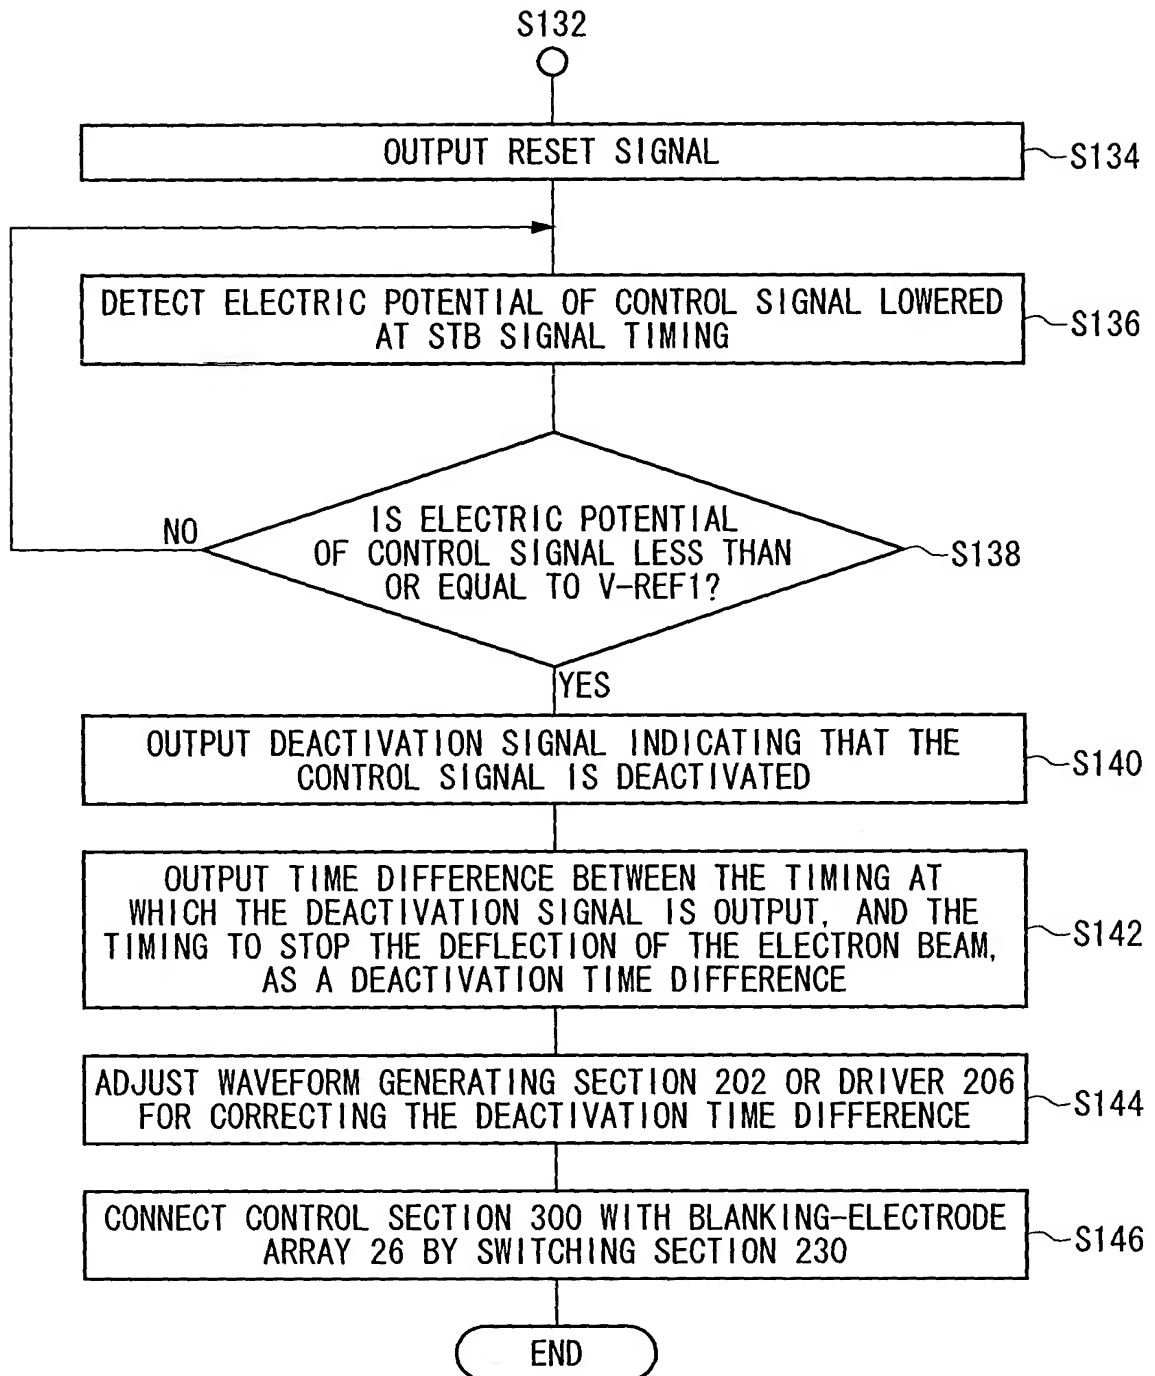 S132
OUTPUT RESET SIGNAL
S134
DETECT ELECTRIC POTENTIAL OF CONTROL SIGNAL LOWERED
AT STB SIGNAL TIMING
S136
NO
IS ELECTRIC POTENTIAL
OF CONTROL SIGNAL LESS THAN
OR EQUAL TO V-REF1?
S138
YES
OUTPUT DEACTIVATION SIGNAL INDICATING THAT THE
CONTROL SIGNAL IS DEACTIVATED
S140
OUTPUT TIME DIFFERENCE BETWEEN THE TIMING AT
WHICH THE DEACTIVATION SIGNAL IS OUTPUT, AND THE
TIMING TO STOP THE DEFLECTION OF THE ELECTRON BEAM,
AS A DEACTIVATION TIME DIFFERENCE
S142
ADJUST WAVEFORM GENERATING SECTION 202 OR DRIVER 206
FOR CORRECTING THE DEACTIVATION TIME DIFFERENCE
S144
CONNECT CONTROL SECTION 300 WITH BLANKING-ELECTRODE
ARRAY 26 BY SWITCHING SECTION 230
S146
END